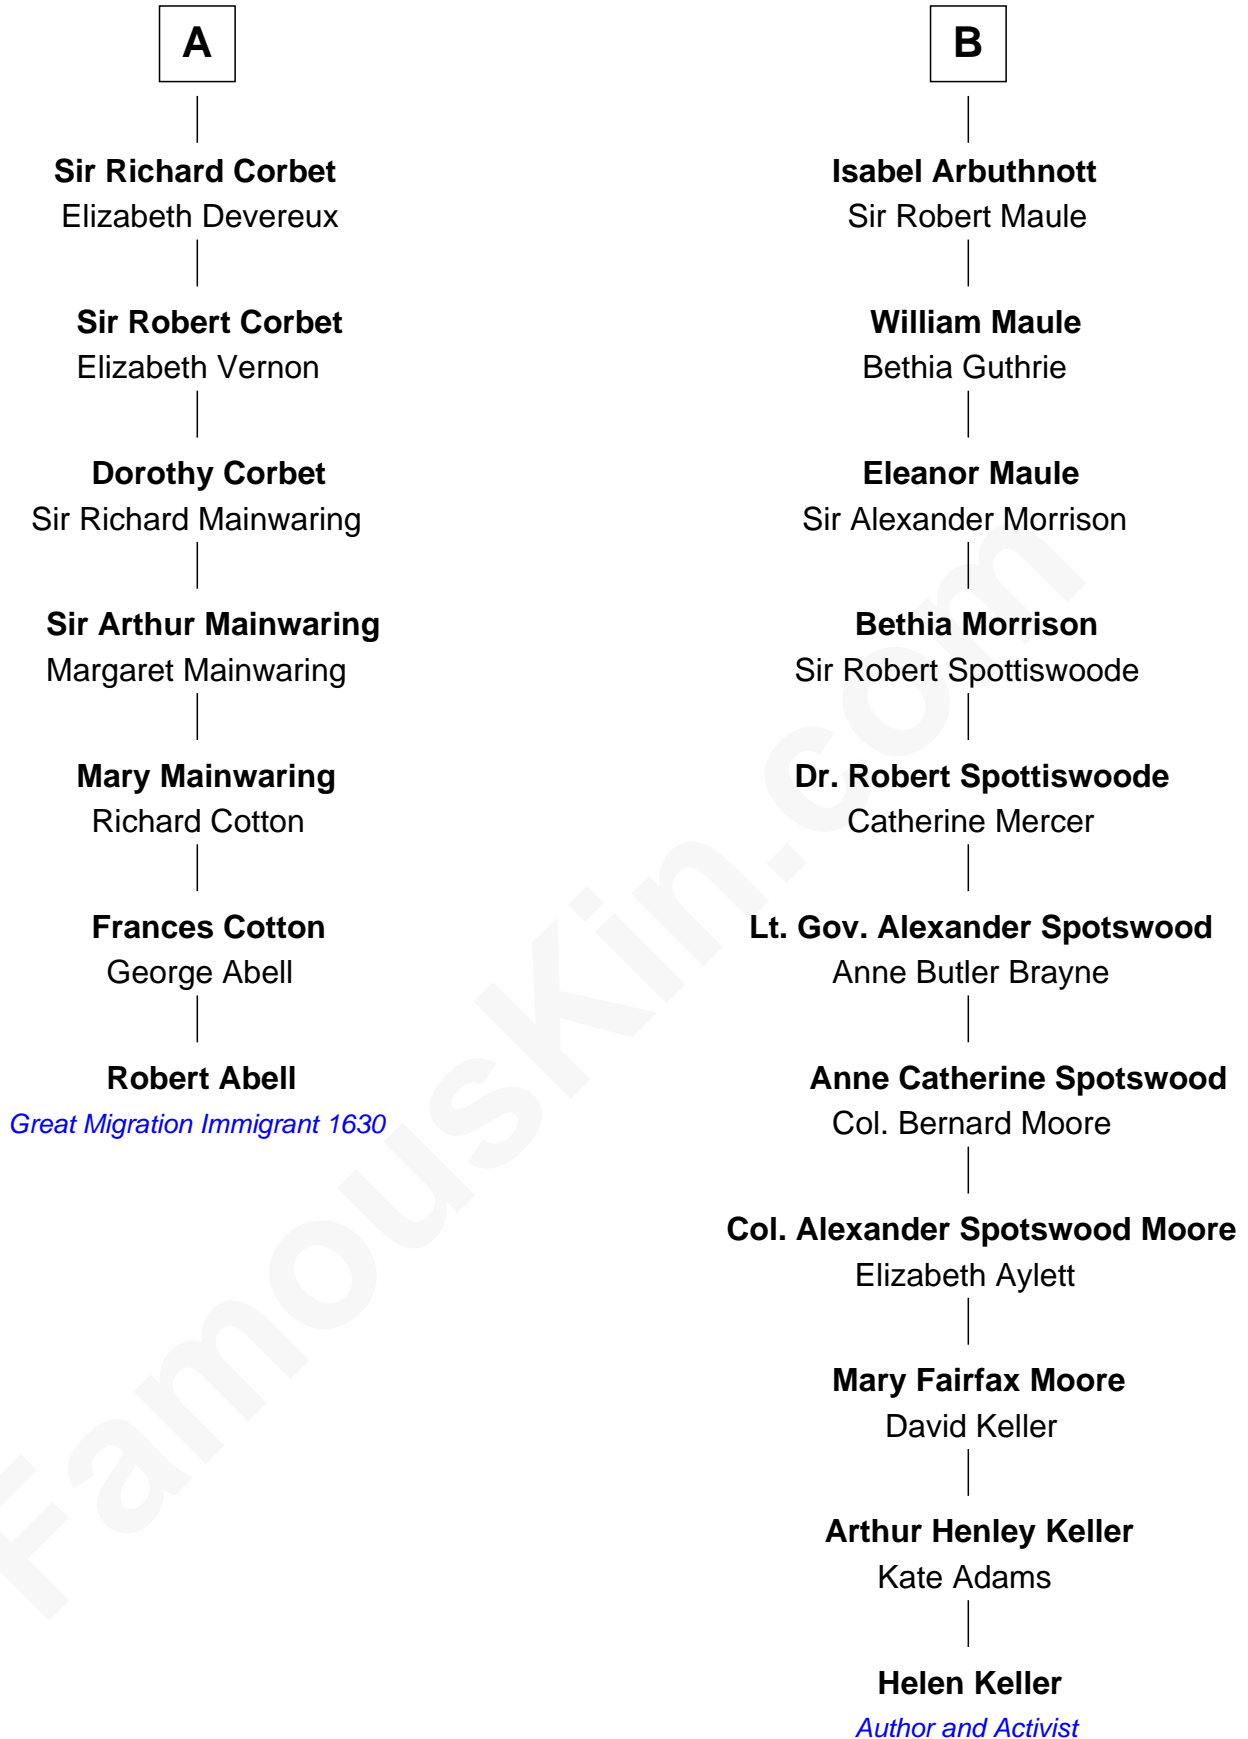 A
Sir Richard Corbet
Elizabeth Devereux
Sir Robert Corbet
Elizabeth Vernon
Dorothy Corbet
Sir Richard Mainwaring
Sir Arthur Mainwaring
Margaret Mainwaring
Mary Mainwaring
Richard Cotton
Frances Cotton
George Abell
Robert Abell
Great Migration Immigrant 1630
B
Isabel Arbuthnott
Sir Robert Maule
William Maule
Bethia Guthrie
Eleanor Maule
Sir Alexander Morrison
Bethia Morrison
Sir Robert Spottiswoode
Dr. Robert Spottiswoode
Catherine Mercer
Lt. Gov. Alexander Spotswood
Anne Butler Brayne
Anne Catherine Spotswood
Col. Bernard Moore
Col. Alexander Spotswood Moore
Elizabeth Aylett
Mary Fairfax Moore
David Keller
Arthur Henley Keller
Kate Adams
Helen Keller
Author and Activist
FamousKin.com